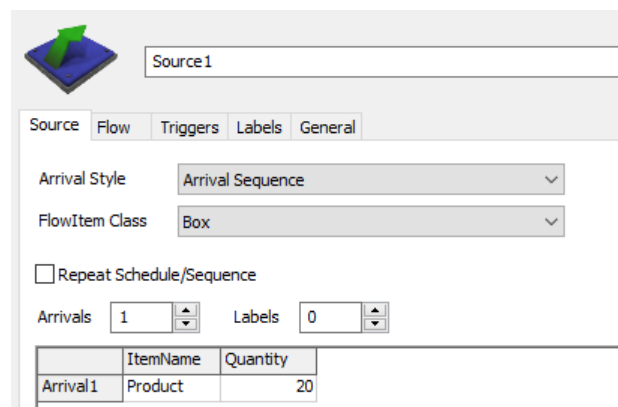 Source1
Source Flow Triggers Labels General
Arrival Style Arrival Sequence
FlowItem Class Box
Repeat Schedule/Sequence
Arrivals 1 Labels 0
ItemName Quantity
Arrival1 Product 20